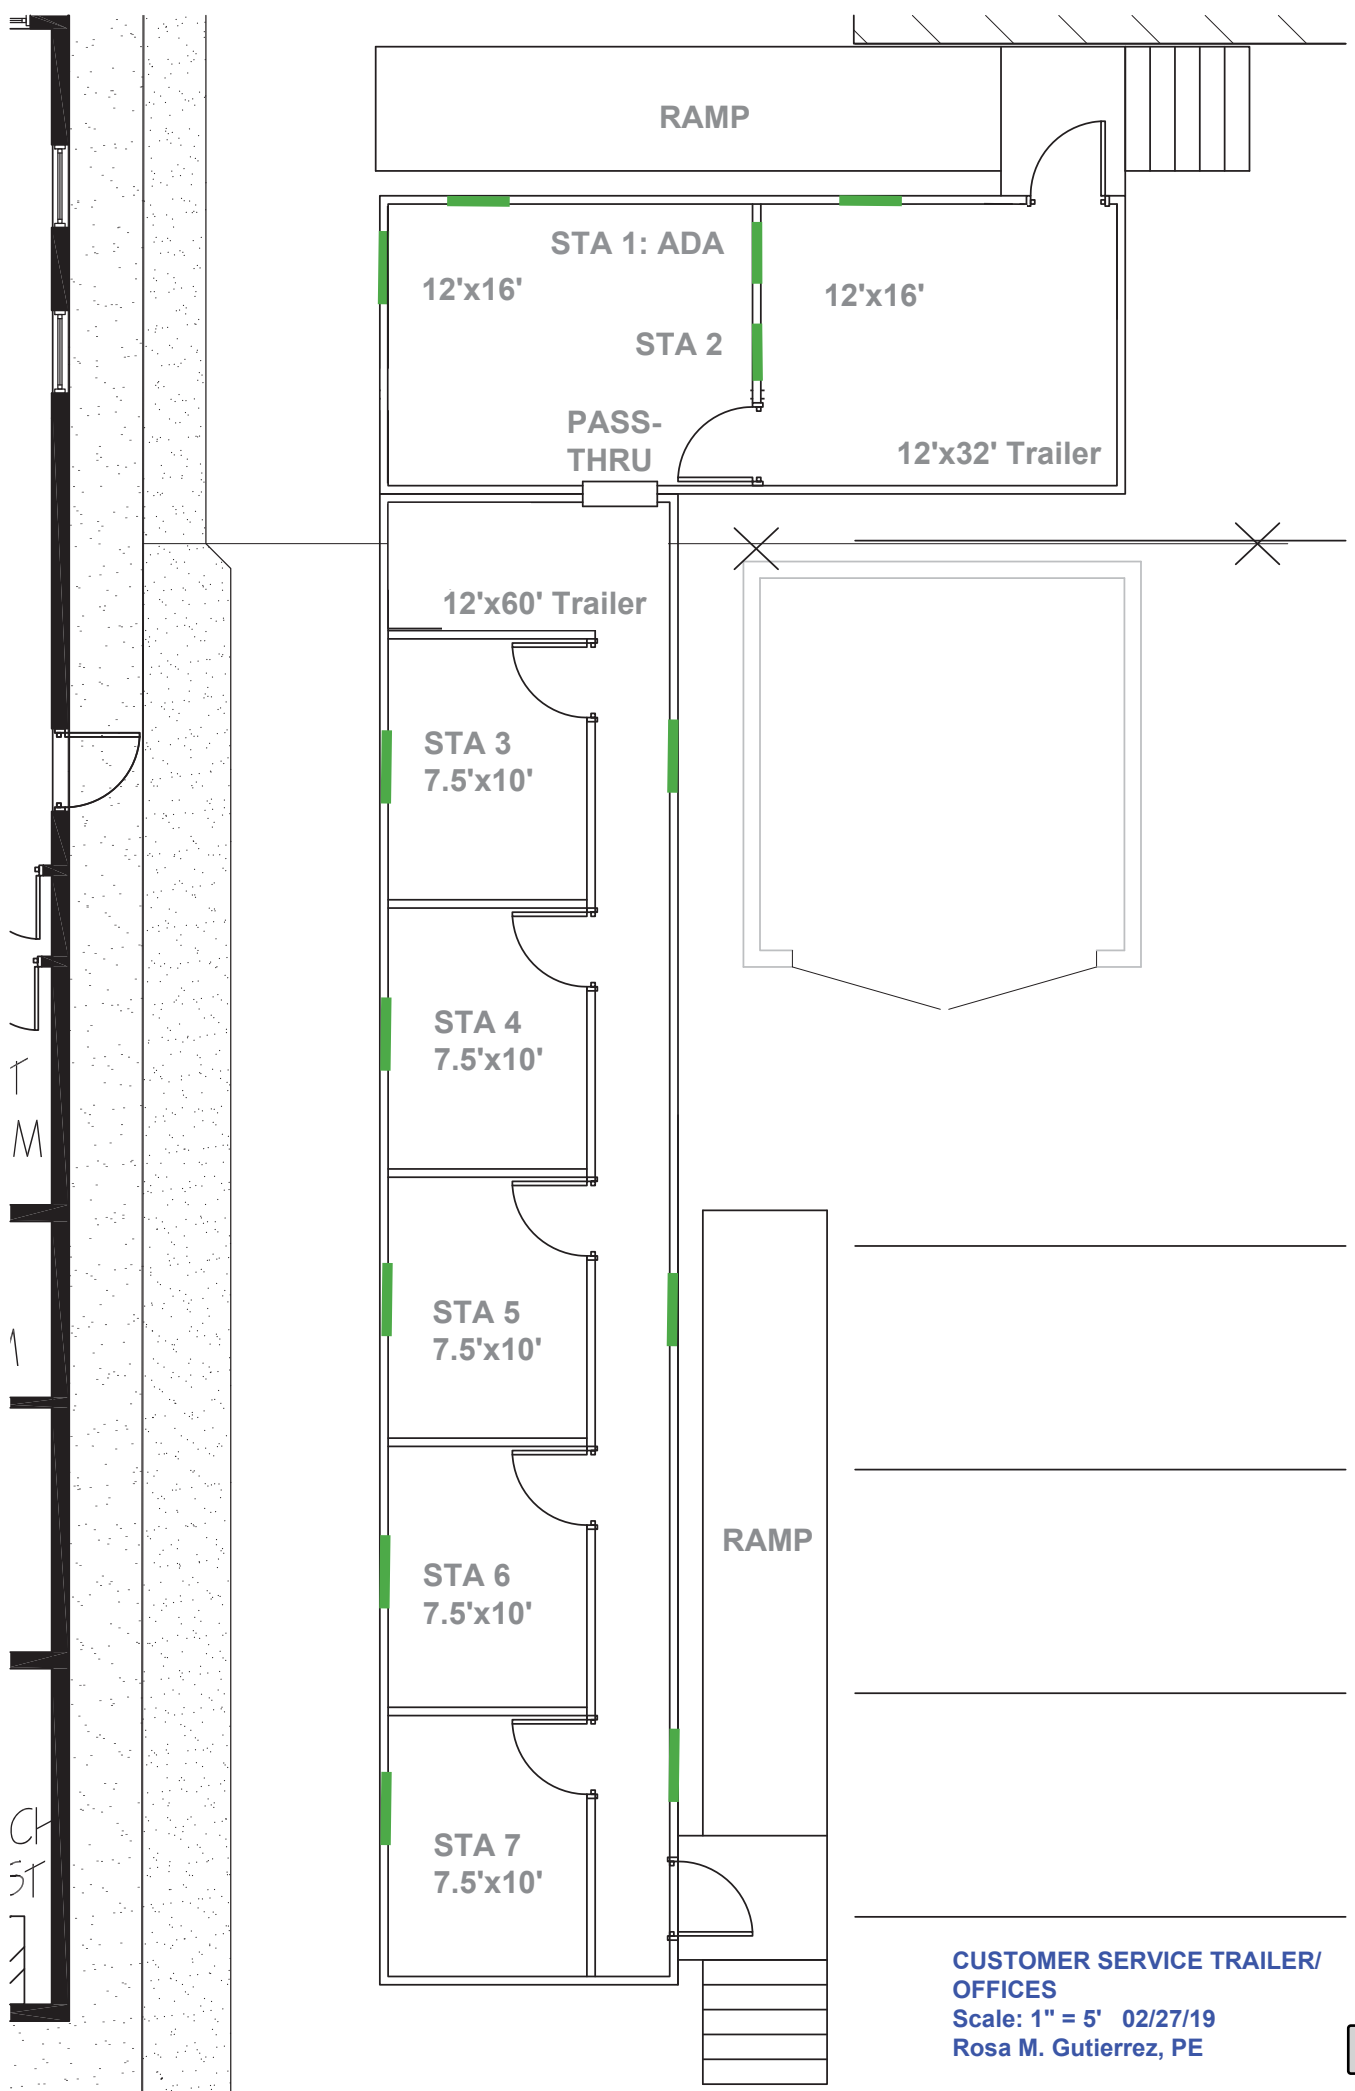 RAMP
STA 1: ADA
12'x16'
12'x16'
STA 2
PASS-
THRU
12'x32' Trailer
12'x60' Trailer
STA 3
7.5'x10'
STA 4
7.5'x10'
T
M
STA 5
7.5'x10'
RAMP
STA 6
7.5'x10'
CH
ST
STA 7
7.5'x10'
CUSTOMER SERVICE TRAILER/
OFFICES
Scale: 1" = 5' 02/27/19
Rosa M. Gutierrez, PE